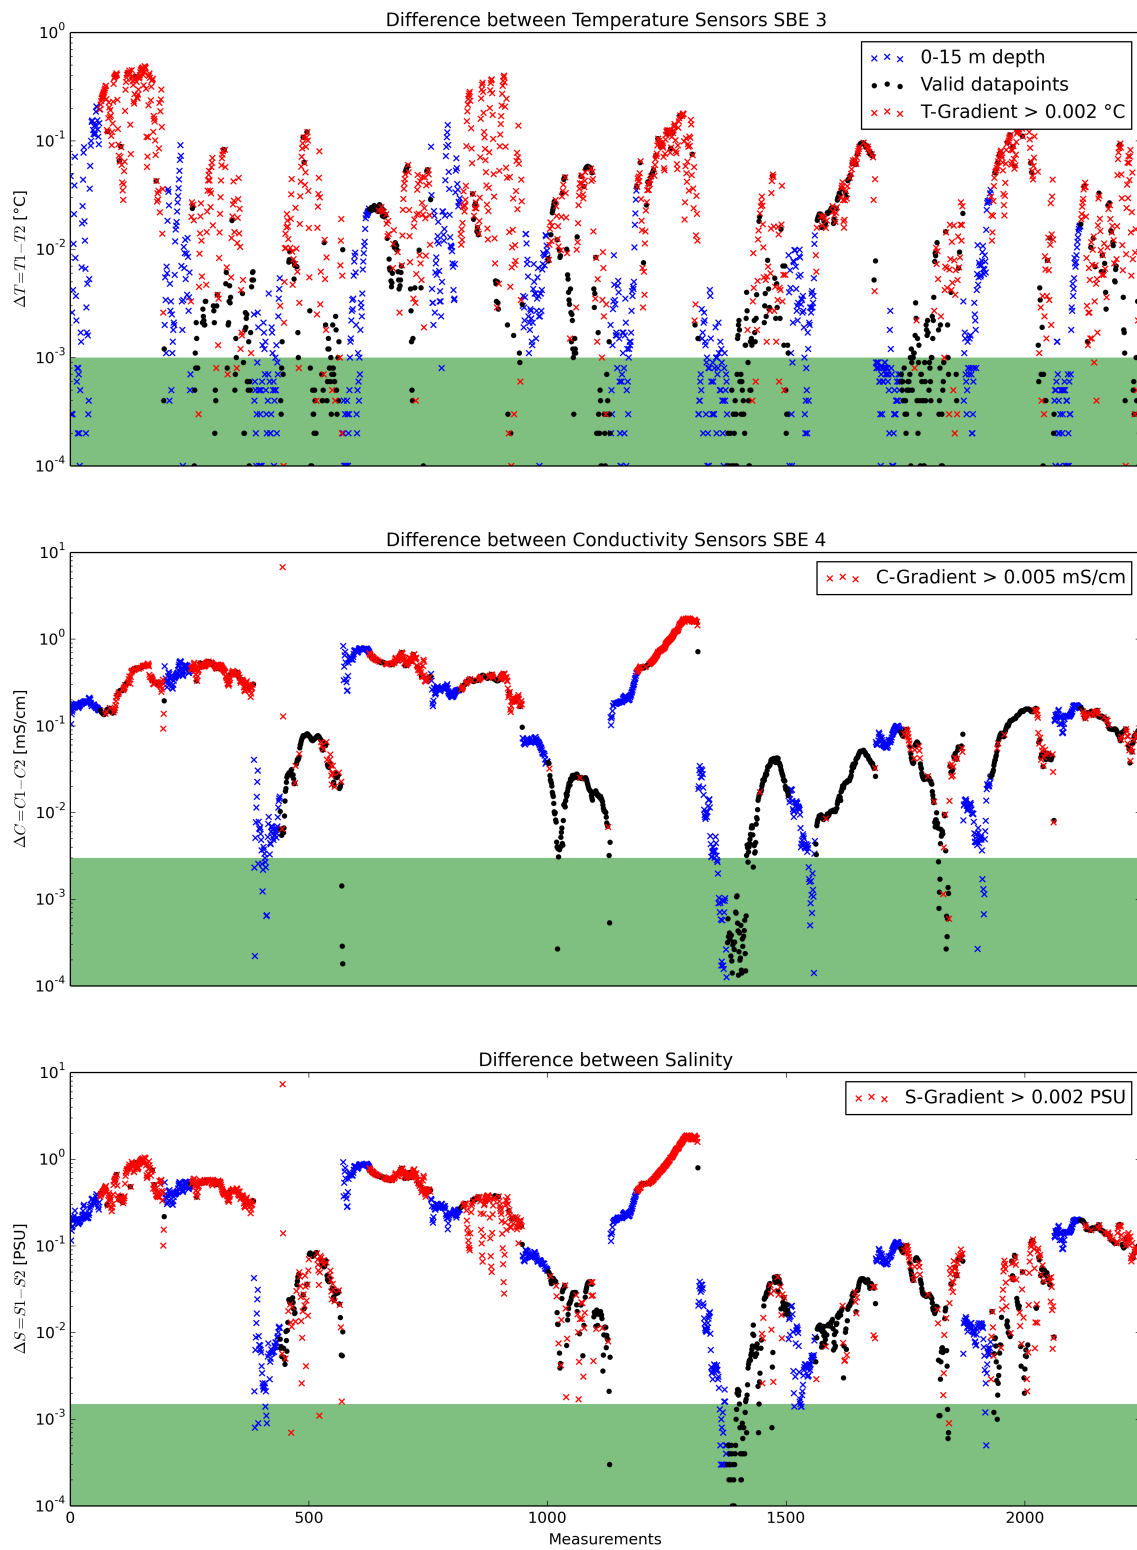 Difference between Temperature Sensors SBE 3
10^0
10^-1
10^-2
10^-3
10^-4
ΔT=T1−T2 [°C]
0-15 m depth
Valid datapoints
T-Gradient > 0.002 °C
Difference between Conductivity Sensors SBE 4
10^1
10^0
10^-1
10^-2
10^-3
10^-4
ΔC=C1−C2 [mS/cm]
C-Gradient > 0.005 mS/cm
Difference between Salinity
10^1
10^0
10^-1
10^-2
10^-3
10^-4
ΔS=S1−S2 [PSU]
S-Gradient > 0.002 PSU
0 500 1000 1500 2000
Measurements